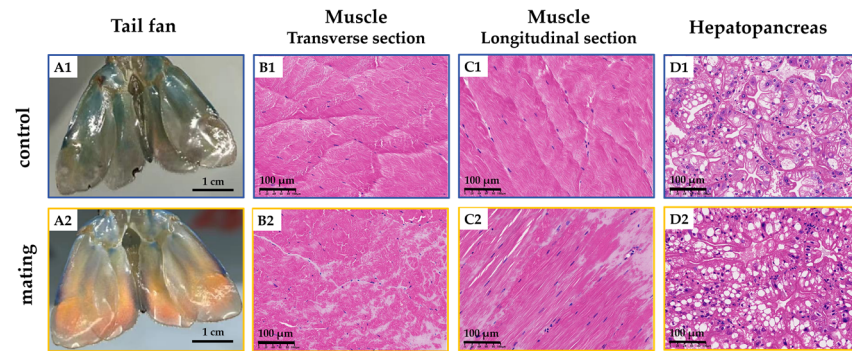 Tail fan
Muscle
Transverse section
Muscle
Longitudinal section
Hepatopancreas
control
A1
1 cm
B1
100 μm
C1
100 μm
D1
100 μm
mating
A2
1 cm
B2
100 μm
C2
100 μm
D2
100 μm